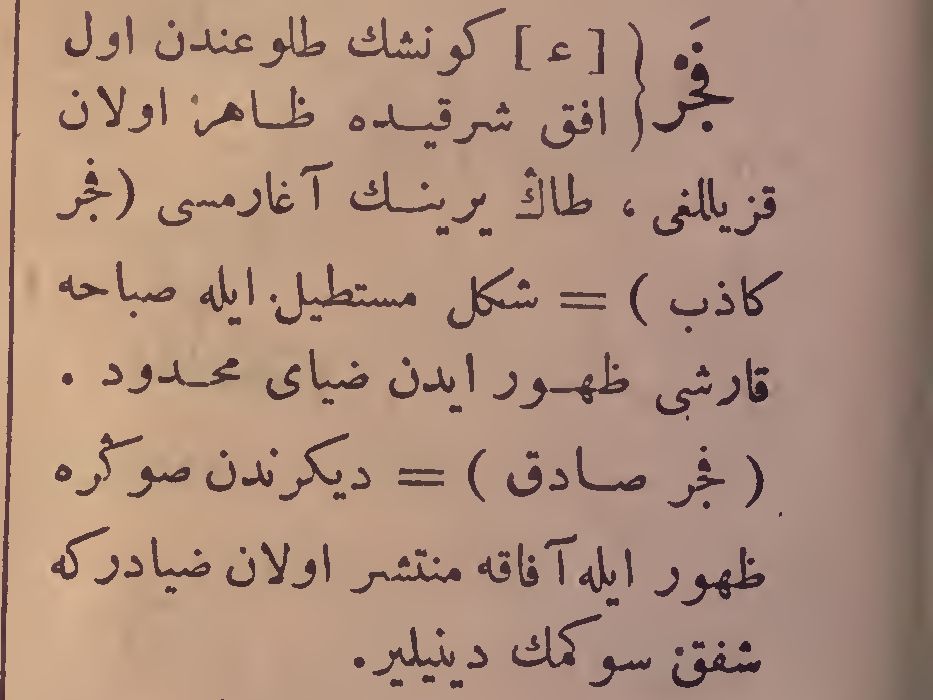 فَجْر } [ ع ] كونشك طلوعندن اول
افق شرقيده ظاهر اولان
قزيللغى ، طاڭ يرينك آغارمسى (فجر
كاذب ) = شكل مستطيل ايله صباحه
قارشى ظهور ايدن ضياى محدود .
( فجر صادق ) = ديكرندن صوڭره
ظهور ايله آفاقه منتشر اولان ضيادركه
شفق سوكمك دينيلير .